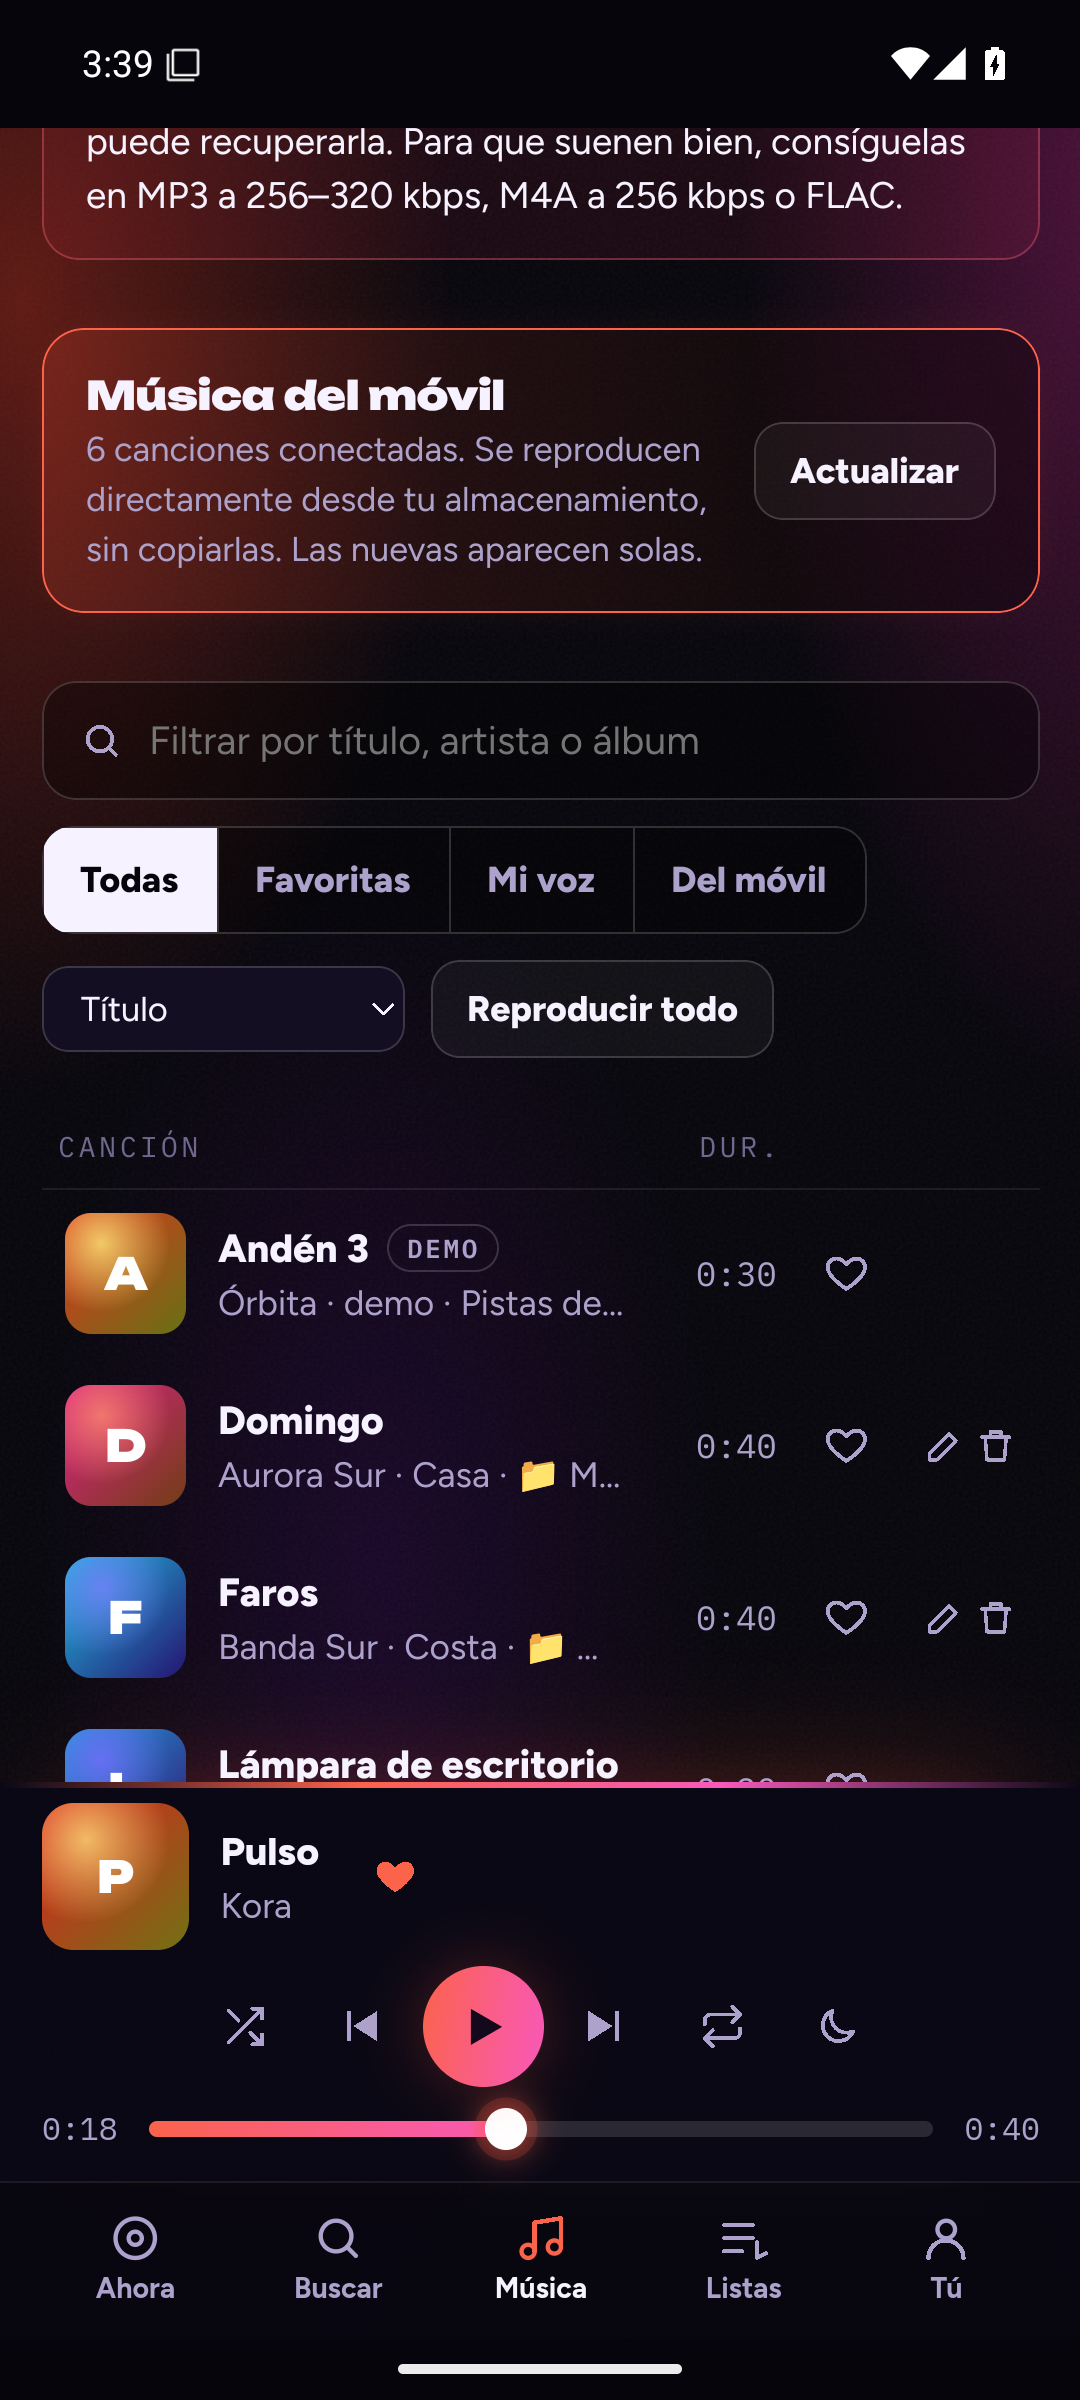 3:39
puede recuperarla. Para que suenen bien, consíguelas
en MP3 a 256–320 kbps, M4A a 256 kbps o FLAC.
Música del móvil
6 canciones conectadas. Se reproducen
directamente desde tu almacenamiento,
sin copiarlas. Las nuevas aparecen solas.
Actualizar
Filtrar por título, artista o álbum
Todas
Favoritas
Mi voz
Del móvil
Título
Reproducir todo
CANCIÓN
DUR.
A
Andén 3
DEMO
Órbita · demo · Pistas de...
0:30
D
Domingo
Aurora Sur · Casa · 📁 M...
0:40
F
Faros
Banda Sur · Costa · 📁 ...
0:40
Lámpara de escritorio
P
Pulso
Kora
0:18
0:40
Ahora
Buscar
Música
Listas
Tú